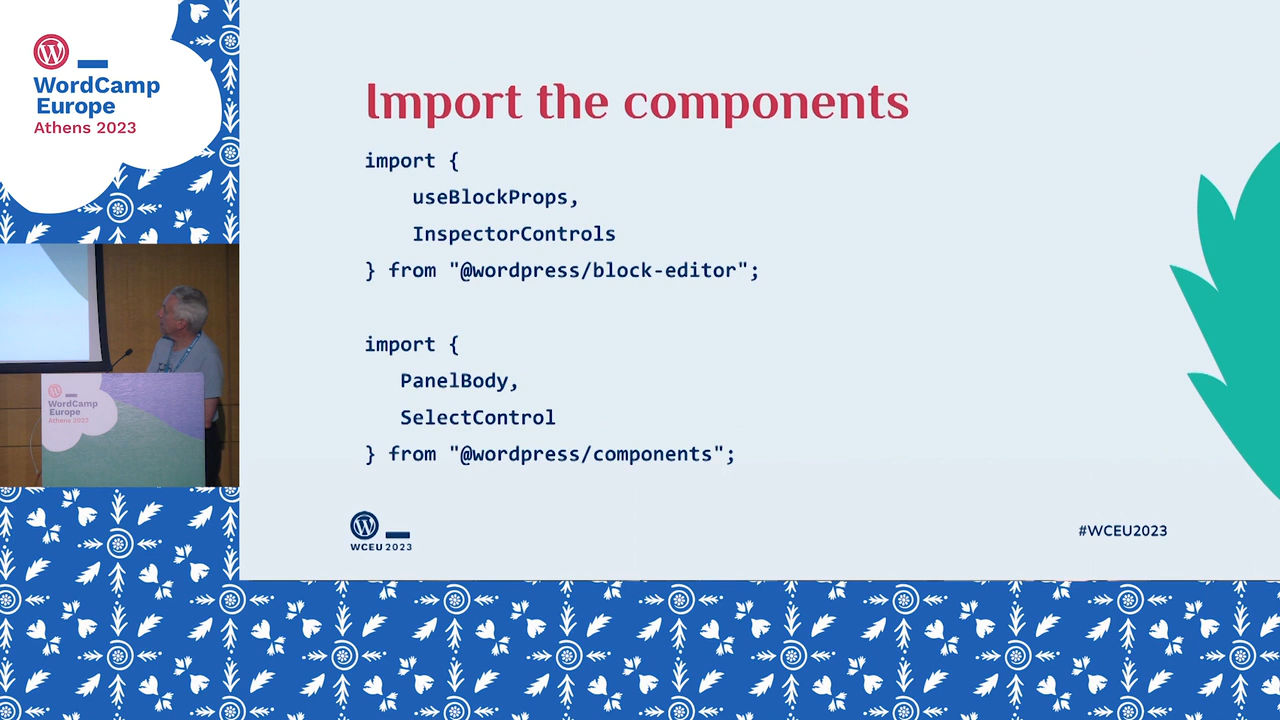 WordCamp
Europe
Athens 2023
Import the components
import {
useBlockProps,
InspectorControls
} from "@wordpress/block-editor";
import {
PanelBody,
SelectControl
} from "@wordpress/components";
WCEU 2023
#WCEU2023
WordCamp
Europe
Athens 2023